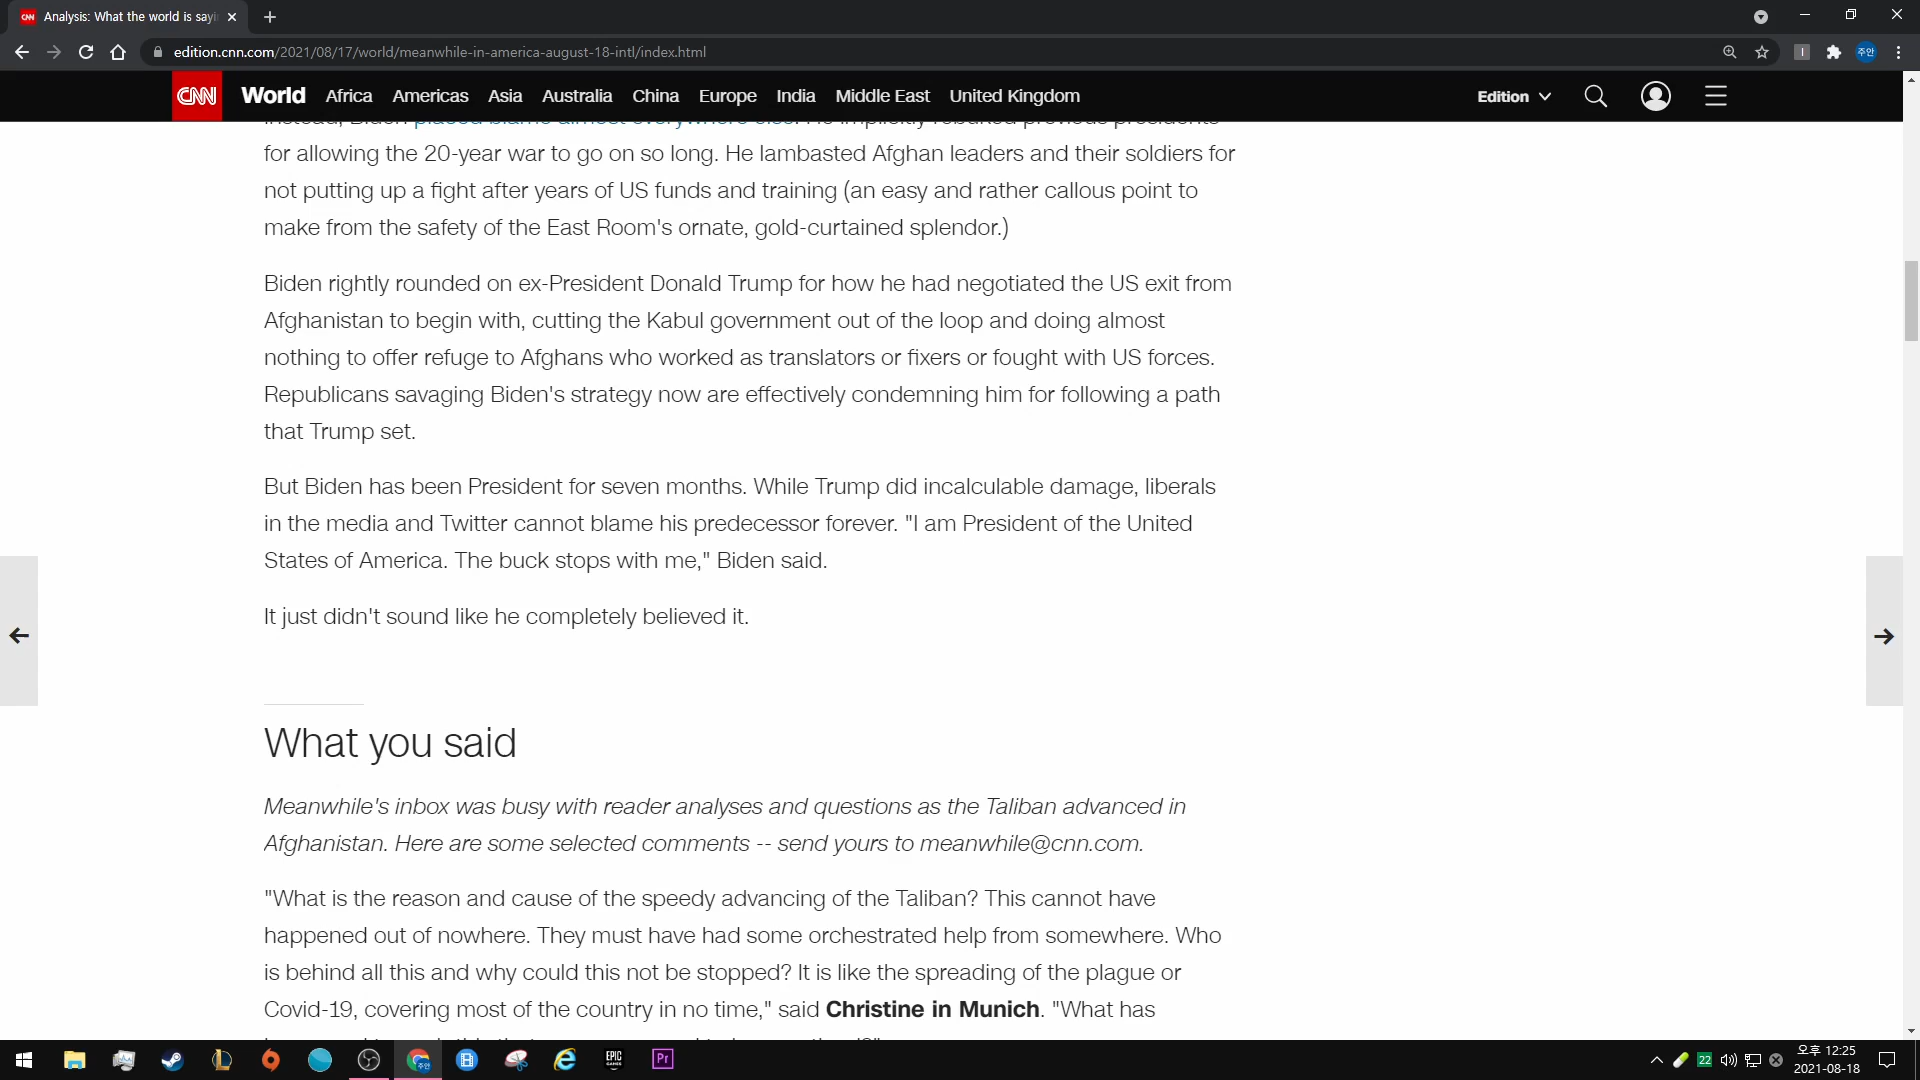 Analysis: What the world is sayi
edition.cnn.com/2021/08/17/world/meanwhile-in-america-august-18-intl/index.html
주안
CNN World Africa Americas Asia Australia China Europe India Middle East United Kingdom Edition
Instead, Biden placed blame almost everywhere else. He implicitly rebuked previous presidents
for allowing the 20-year war to go on so long. He lambasted Afghan leaders and their soldiers for
not putting up a fight after years of US funds and training (an easy and rather callous point to
make from the safety of the East Room's ornate, gold-curtained splendor.)
Biden rightly rounded on ex-President Donald Trump for how he had negotiated the US exit from
Afghanistan to begin with, cutting the Kabul government out of the loop and doing almost
nothing to offer refuge to Afghans who worked as translators or fixers or fought with US forces.
Republicans savaging Biden's strategy now are effectively condemning him for following a path
that Trump set.
But Biden has been President for seven months. While Trump did incalculable damage, liberals
in the media and Twitter cannot blame his predecessor forever. "I am President of the United
States of America. The buck stops with me," Biden said.
It just didn't sound like he completely believed it.
What you said
Meanwhile's inbox was busy with reader analyses and questions as the Taliban advanced in
Afghanistan. Here are some selected comments -- send yours to meanwhile@cnn.com.
"What is the reason and cause of the speedy advancing of the Taliban? This cannot have
happened out of nowhere. They must have had some orchestrated help from somewhere. Who
is behind all this and why could this not be stopped? It is like the spreading of the plague or
Covid-19, covering most of the country in no time," said Christine in Munich. "What has
EPIC GAMES
Pr
22
오후 12:25
2021-08-18